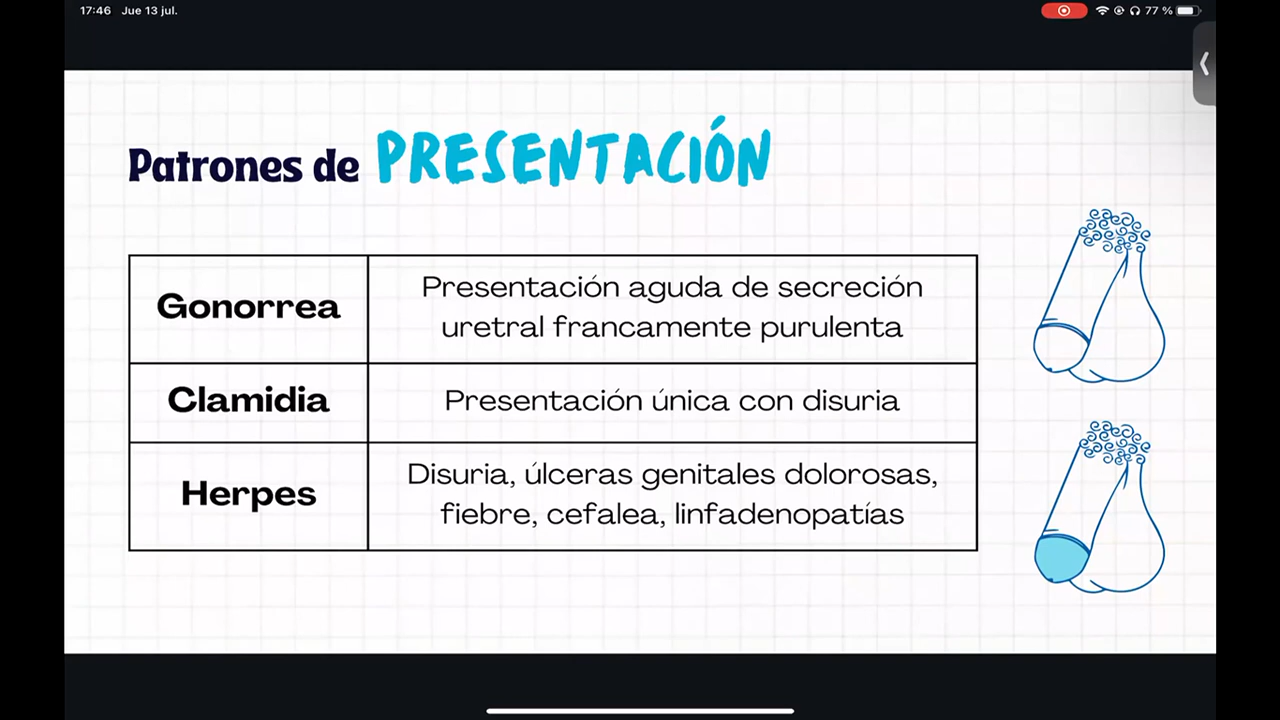 17:46 Jue 13 jul.
77 %
Patrones de PRESENTACIÓN
Gonorrea
Presentación aguda de secreción
uretral francamente purulenta
Clamidia
Presentación única con disuria
Herpes
Disuria, úlceras genitales dolorosas,
fiebre, cefalea, linfadenopatías